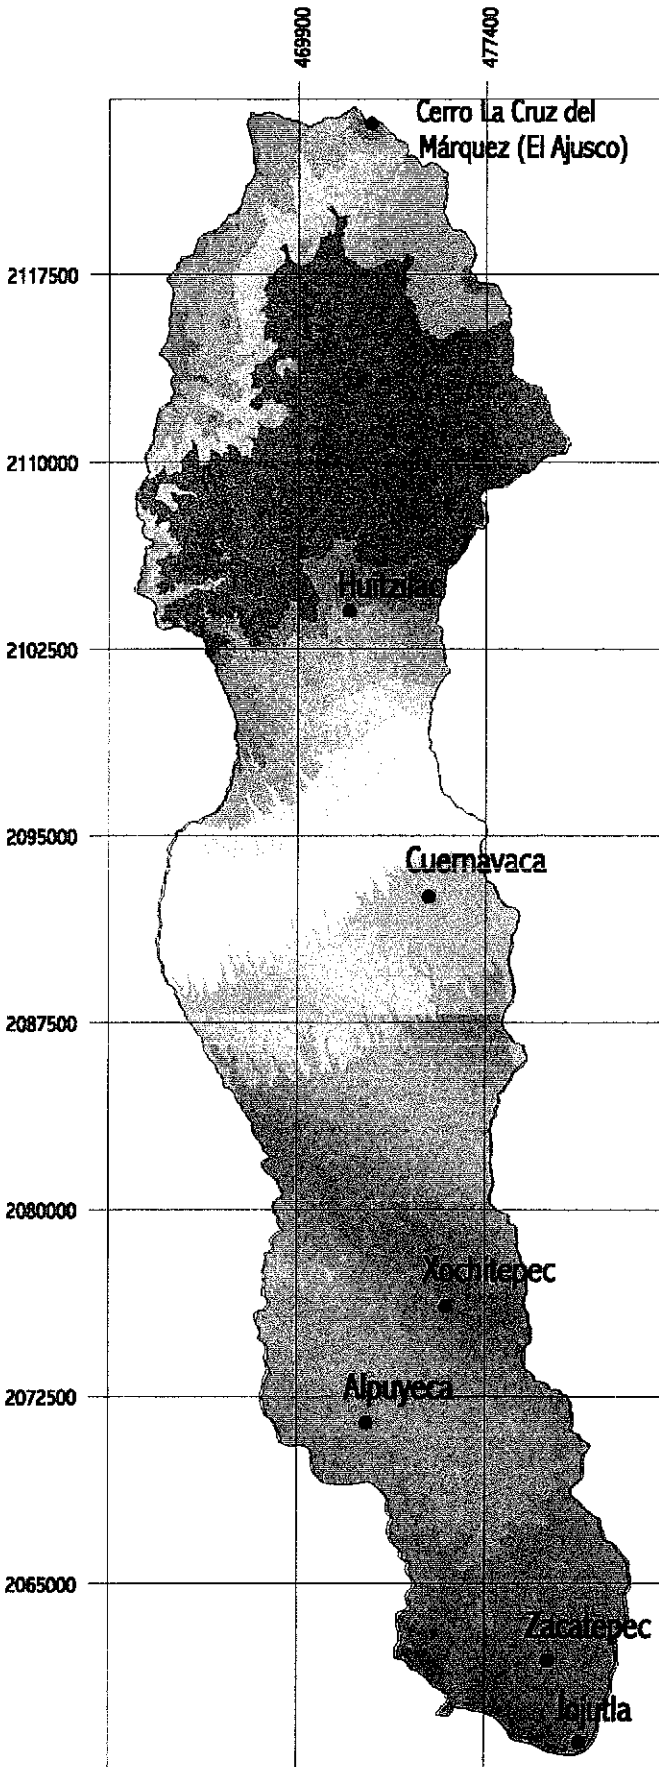 469900
477400
Cerro La Cruz del
Márquez (El Ajusco)
2117500
2110000
Huitzilac
2102500
2095000
Cuernavaca
2087500
2080000
Xochitepec
Alpuyeca
2072500
2065000
Zacatepec
Jojutla